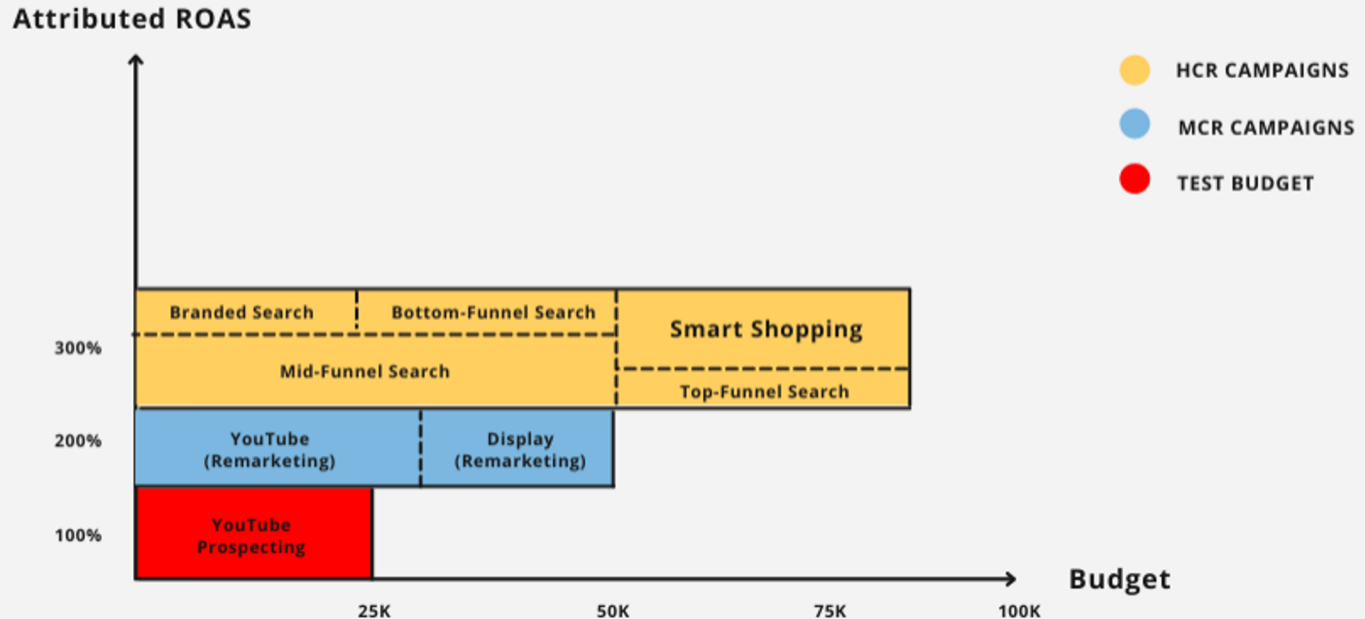 Attributed ROAS
HCR CAMPAIGNS
MCR CAMPAIGNS
TEST BUDGET
Branded Search
Bottom-Funnel Search
Smart Shopping
300%
Mid-Funnel Search
Top-Funnel Search
200%
YouTube
(Remarketing)
Display
(Remarketing)
100%
YouTube
Prospecting
Budget
25K
50K
75K
100K